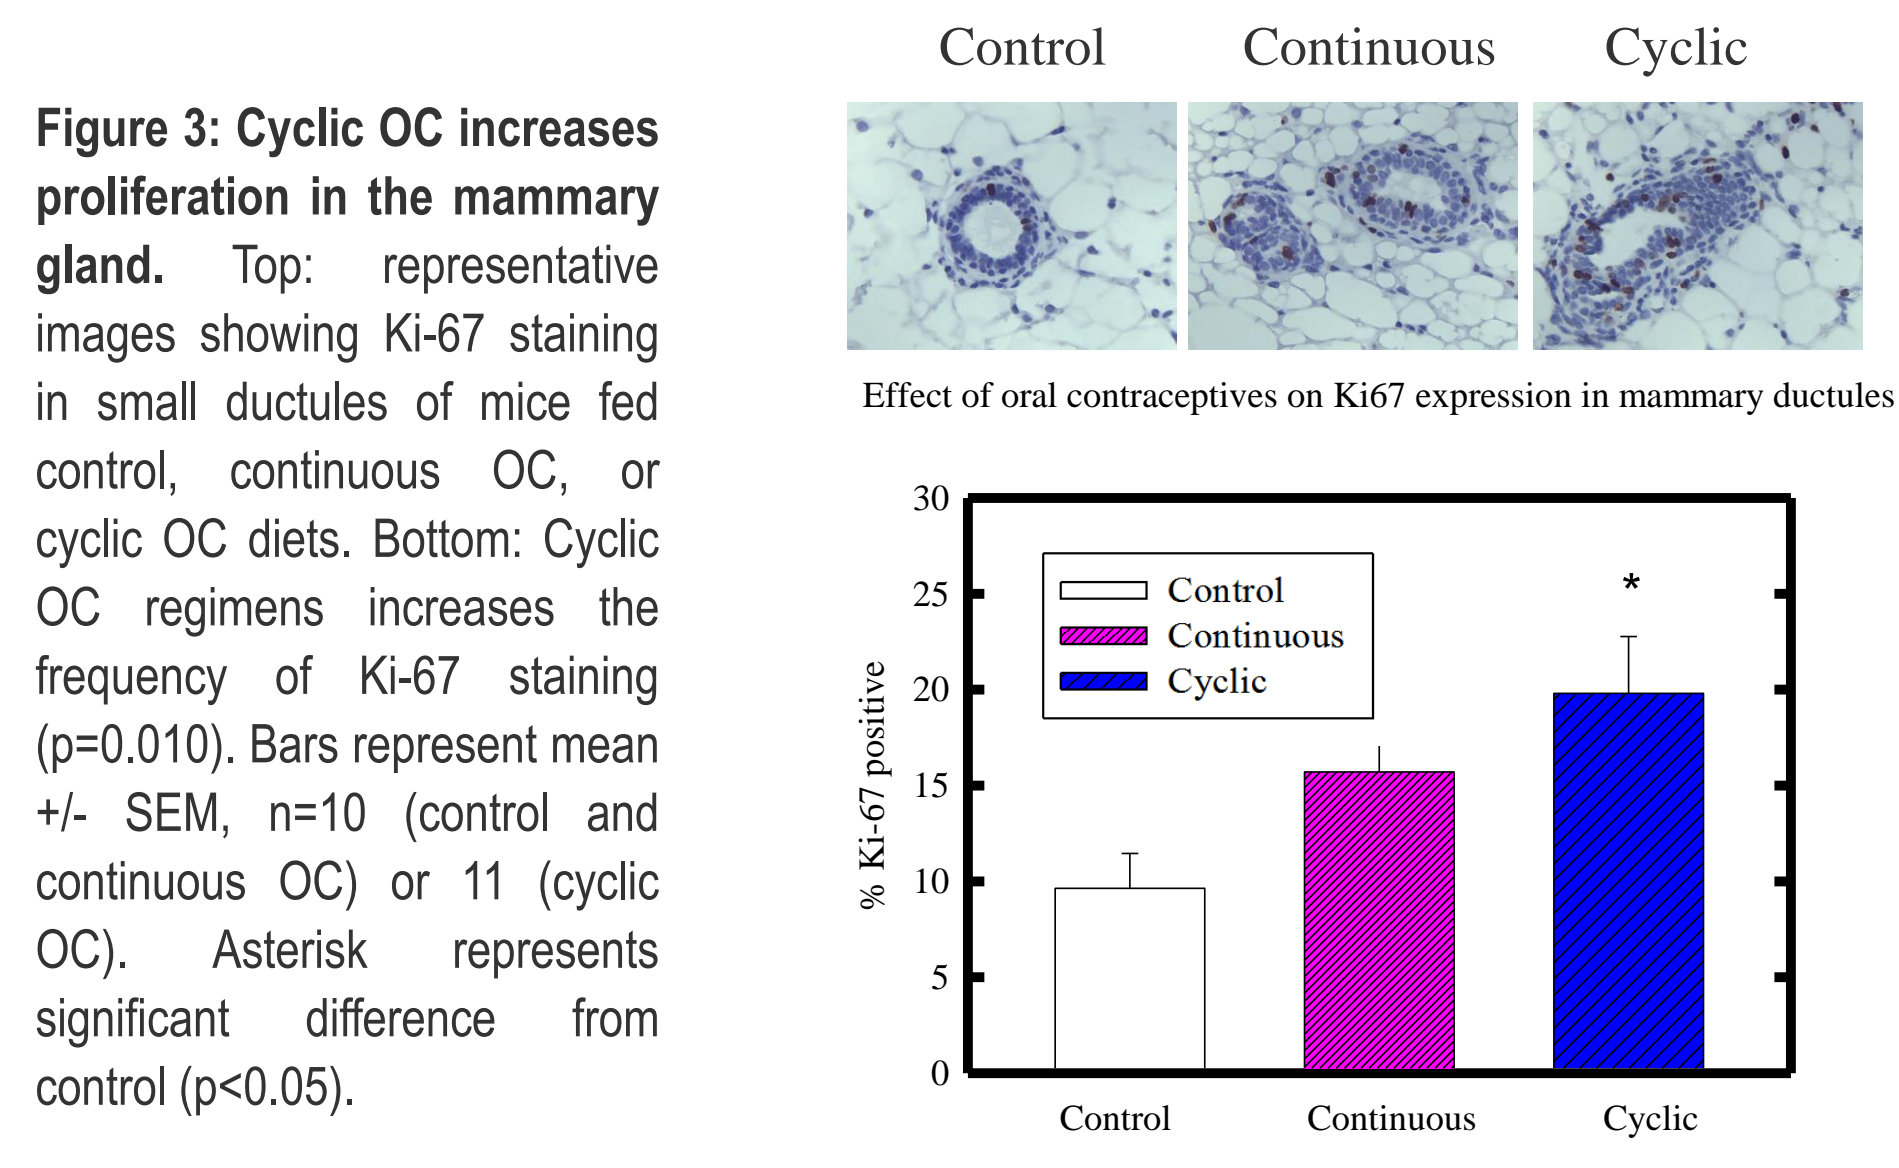 Figure 3: Cyclic OC increases
proliferation in the mammary
gland. Top: representative
images showing Ki-67 staining
in small ductules of mice fed
control, continuous OC, or
cyclic OC diets. Bottom: Cyclic
OC regimens increases the
frequency of Ki-67 staining
(p=0.010). Bars represent mean
+/- SEM, n=10 (control and
continuous OC) or 11 (cyclic
OC). Asterisk represents
significant difference from
control (p<0.05).
Control Continuous Cyclic
Effect of oral contraceptives on Ki67 expression in mammary ductules
% Ki-67 positive
30
25
20
15
10
5
0
Control
Continuous
Cyclic
*
Control Continuous Cyclic